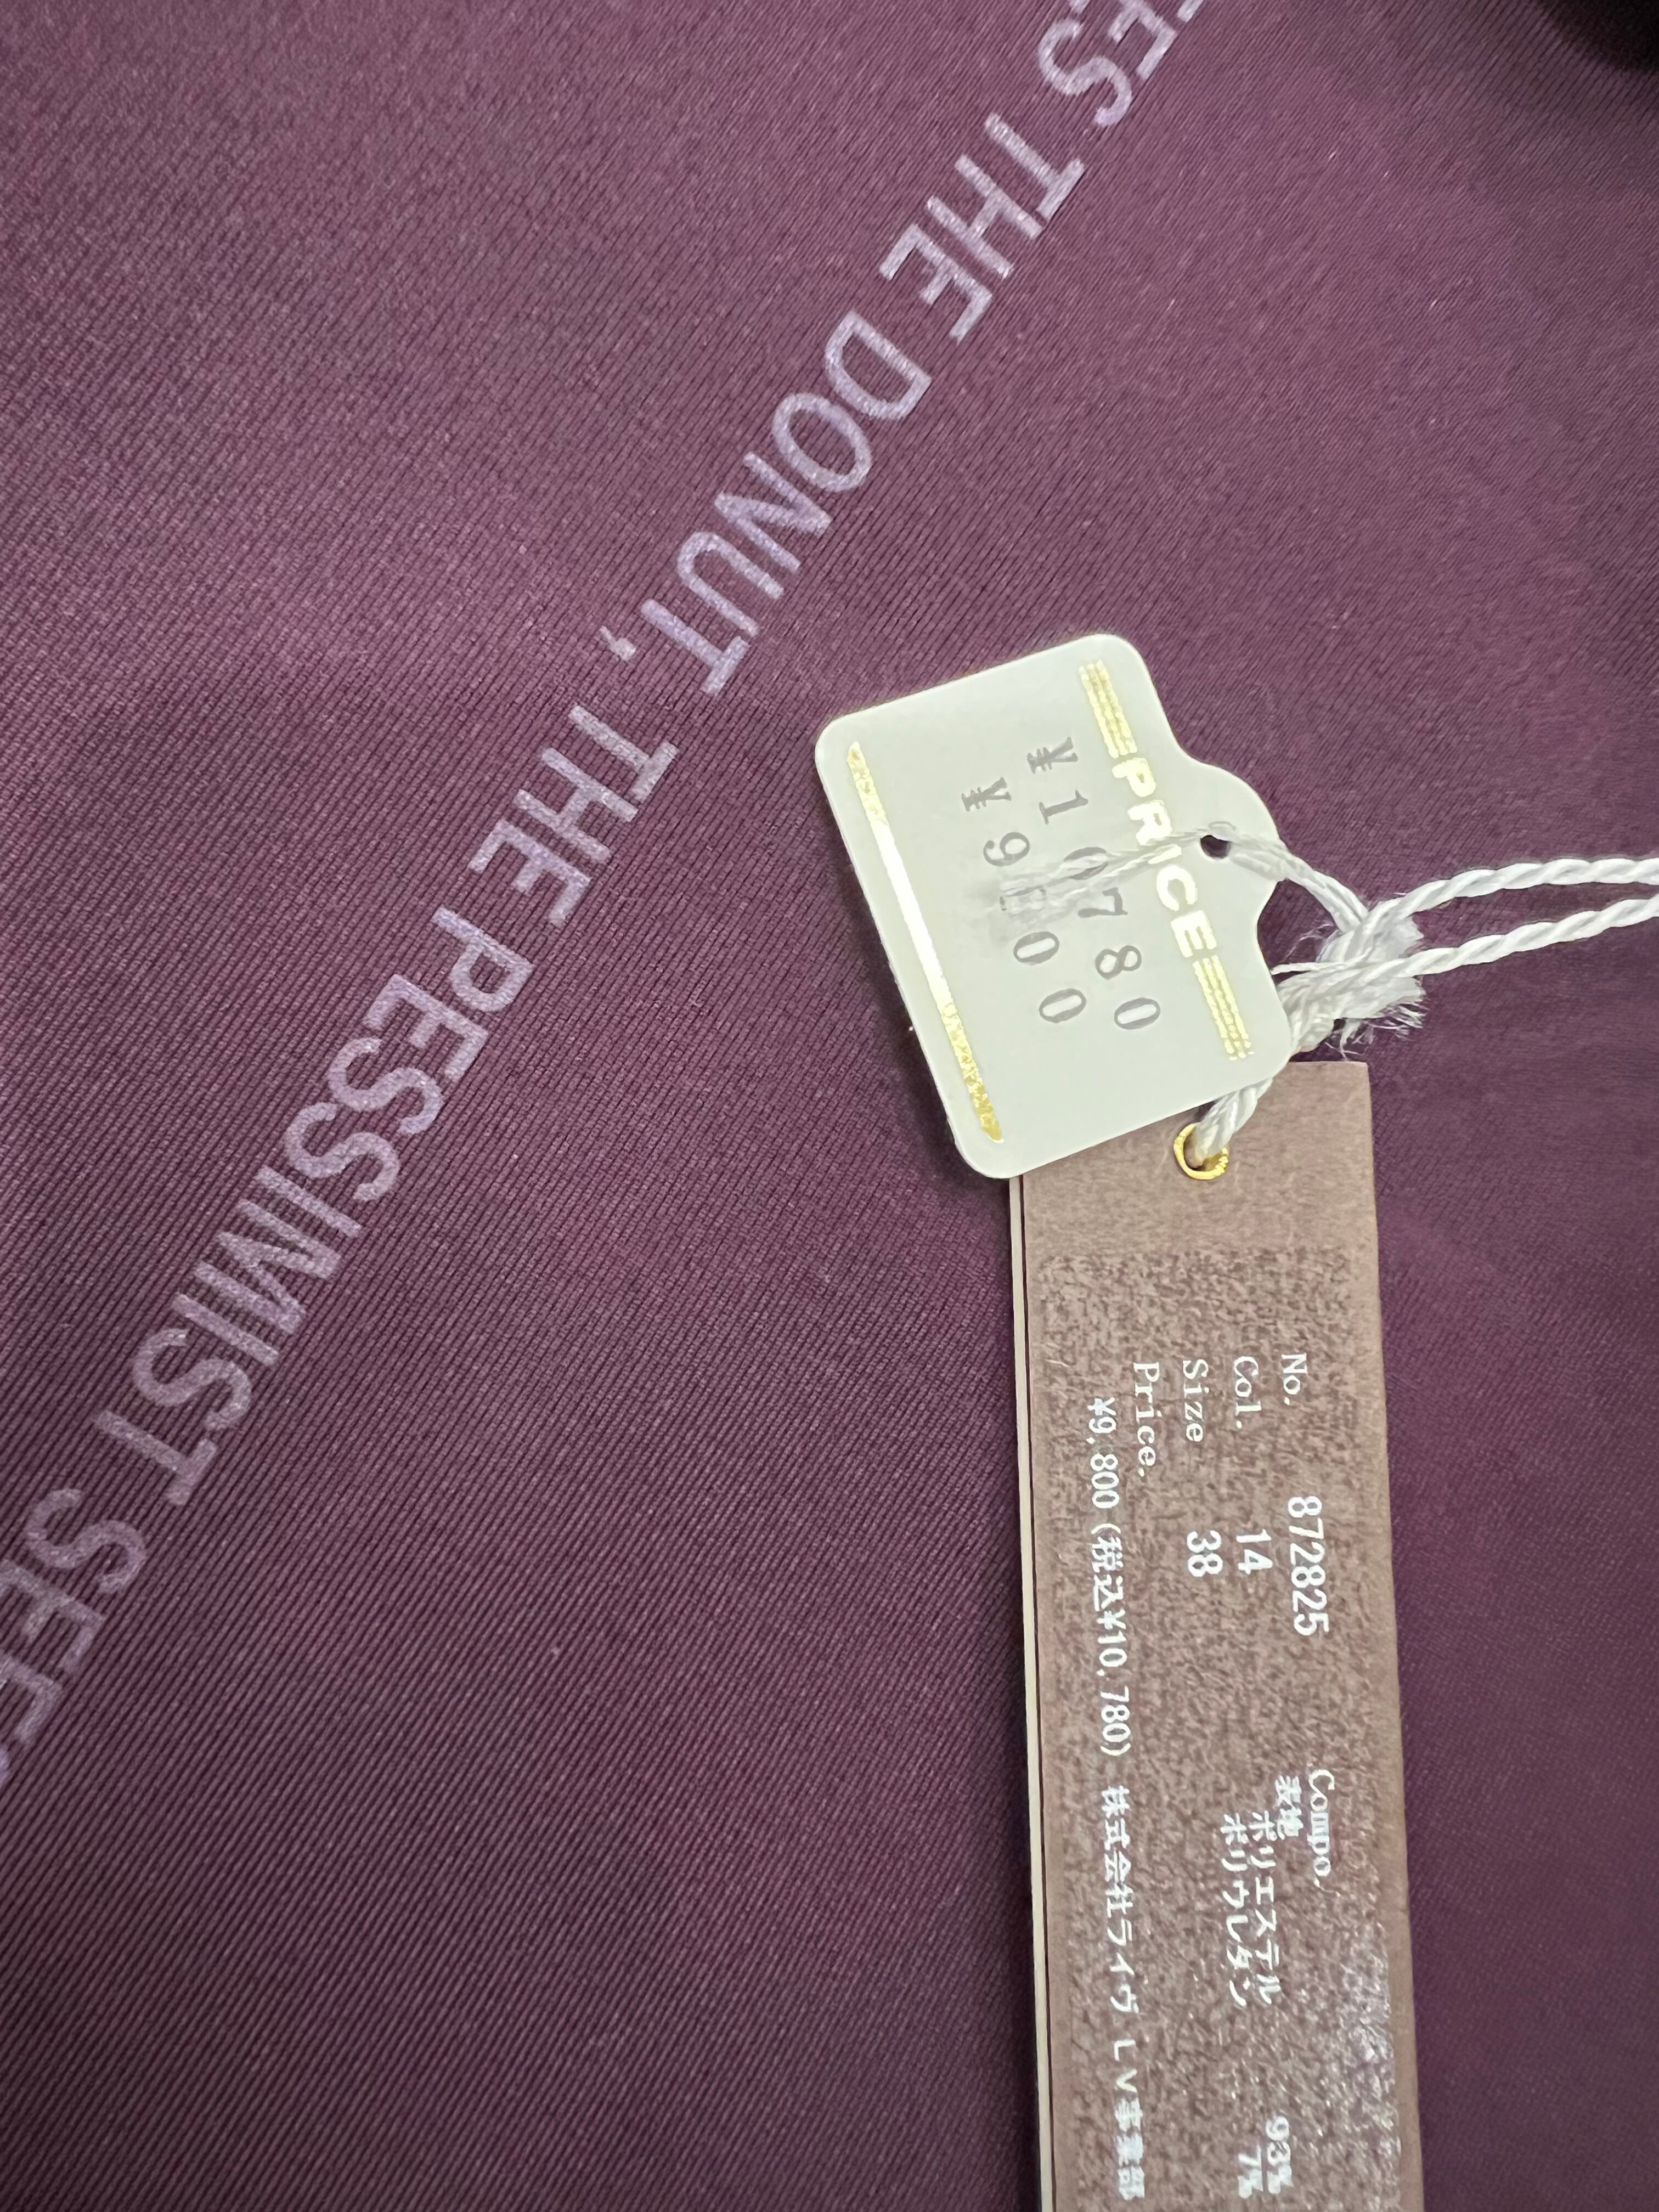 ES THE DONUT, THE PESSIMIST SEES
PRICE
¥10780
¥9800
No. 872825
Col. 14
Size 38
Price.
¥9,800 (税込¥10,780) 株式会社ライヴ LV事業部
Compo.
表地
ポリエステル 93%
ポリウレタン 7%